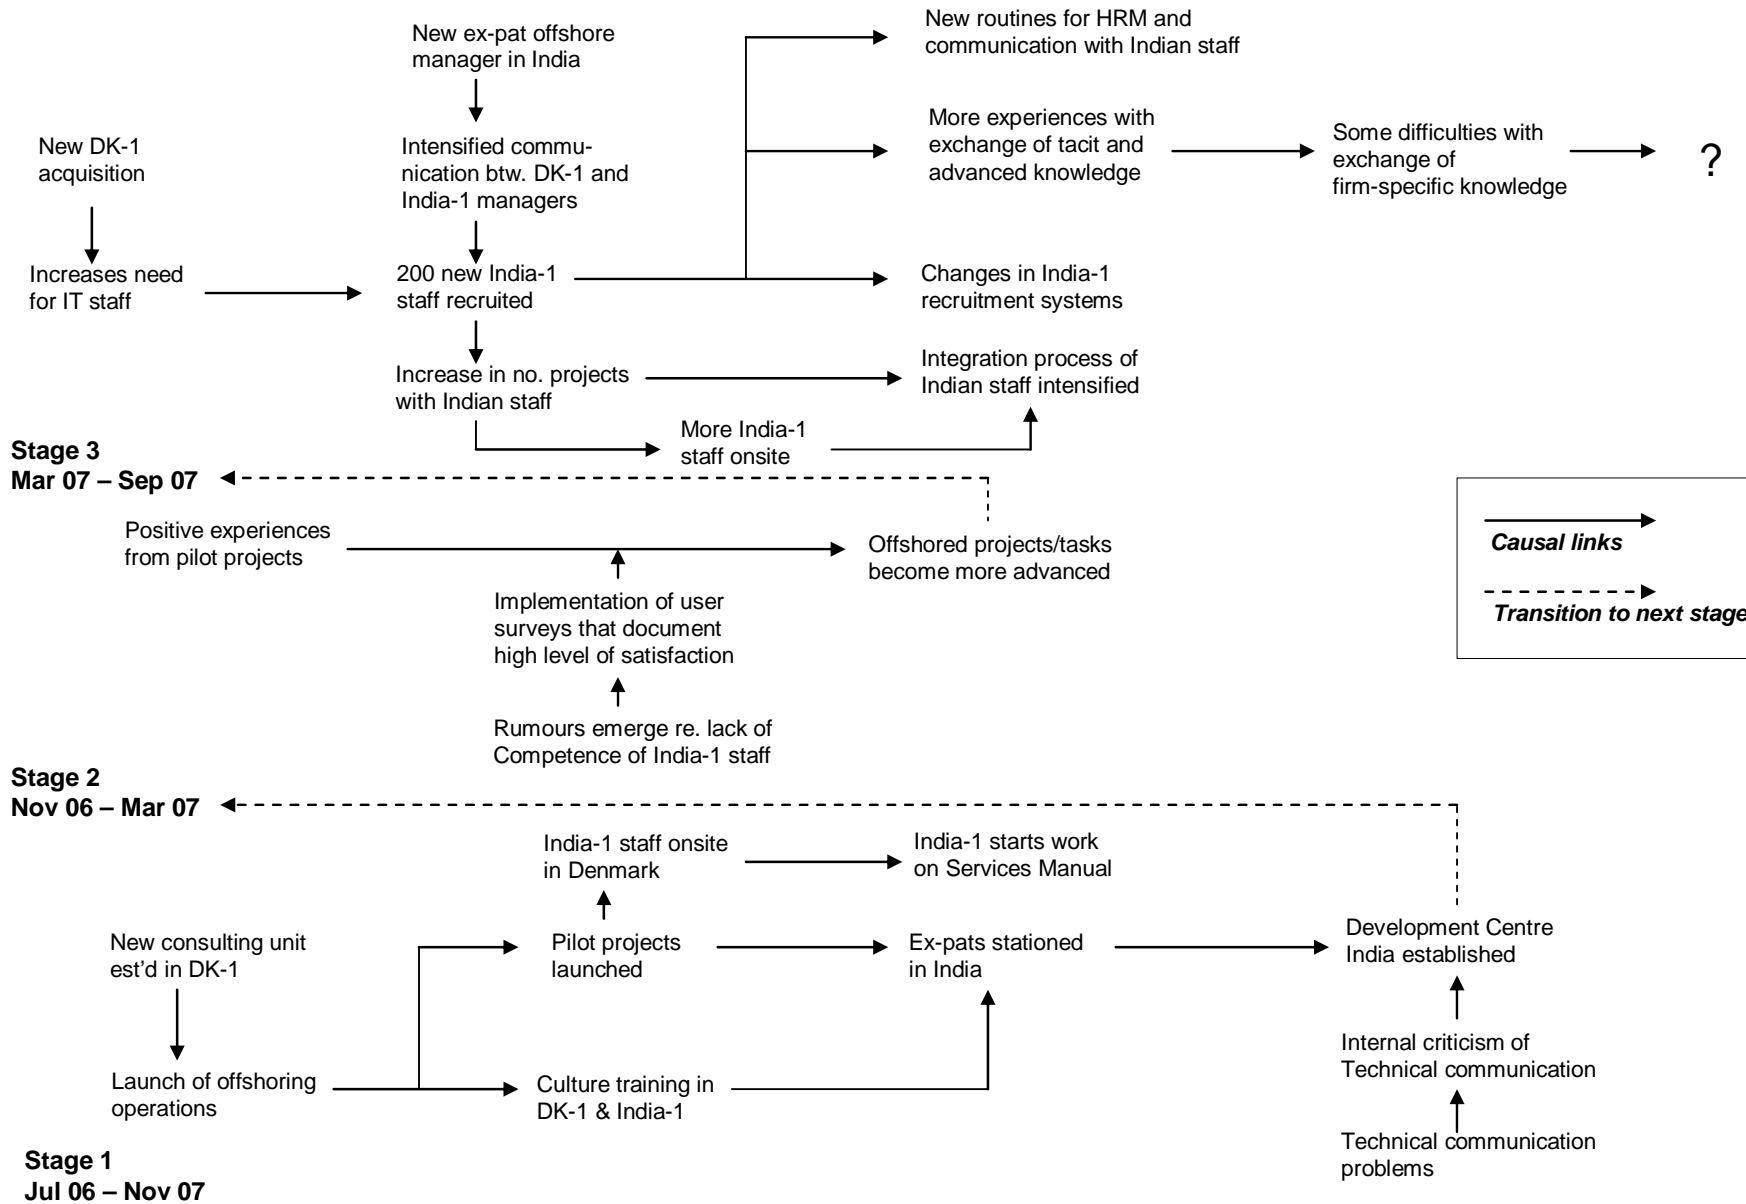 New ex-pat offshore
manager in India
New routines for HRM and
communication with Indian staff
New DK-1
acquisition
Intensified commu-
nication btw. DK-1 and
India-1 managers
More experiences with
exchange of tacit and
advanced knowledge
Some difficulties with
exchange of
firm-specific knowledge
?
Increases need
for IT staff
200 new India-1
staff recruited
Changes in India-1
recruitment systems
Increase in no. projects
with Indian staff
Integration process of
Indian staff intensified
More India-1
staff onsite
Stage 3
Mar 07 – Sep 07
Positive experiences
from pilot projects
Offshored projects/tasks
become more advanced
Causal links
Transition to next stage
Implementation of user
surveys that document
high level of satisfaction
Rumours emerge re. lack of
Competence of India-1 staff
Stage 2
Nov 06 – Mar 07
India-1 staff onsite
in Denmark
India-1 starts work
on Services Manual
New consulting unit
est’d in DK-1
Pilot projects
launched
Ex-pats stationed
in India
Development Centre
India established
Launch of offshoring
operations
Culture training in
DK-1 & India-1
Internal criticism of
Technical communication
Technical communication
problems
Stage 1
Jul 06 – Nov 07